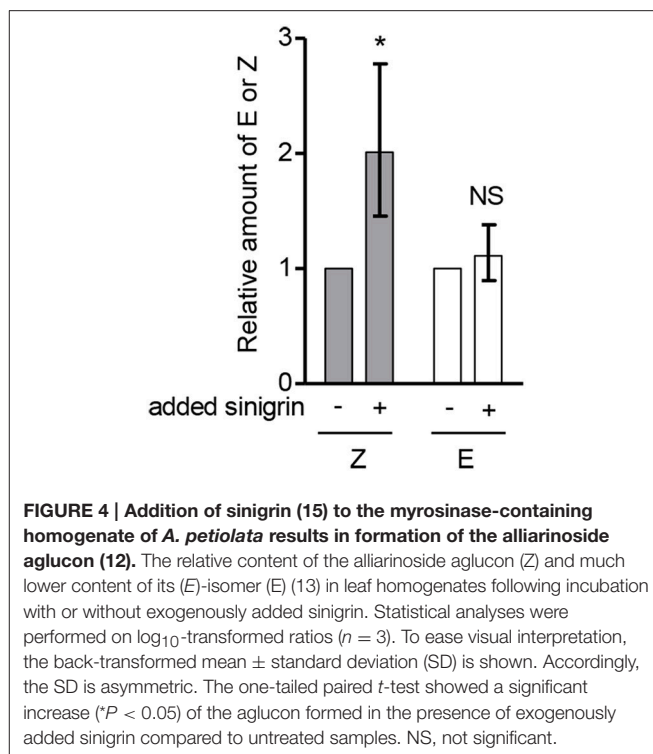 3
*
2
NS
1
0
Relative amount of E or Z
added sinigrin - + - +
Z E
FIGURE 4 | Addition of sinigrin (15) to the myrosinase-containing
homogenate of A. petiolata results in formation of the alliarinoside
aglucon (12). The relative content of the alliarinoside aglucon (Z) and much
lower content of its (E)-isomer (E) (13) in leaf homogenates following incubation
with or without exogenously added sinigrin. Statistical analyses were
performed on log₁₀-transformed ratios (n = 3). To ease visual interpretation,
the back-transformed mean ± standard deviation (SD) is shown. Accordingly,
the SD is asymmetric. The one-tailed paired t-test showed a significant
increase (*P < 0.05) of the aglucon formed in the presence of exogenously
added sinigrin compared to untreated samples. NS, not significant.